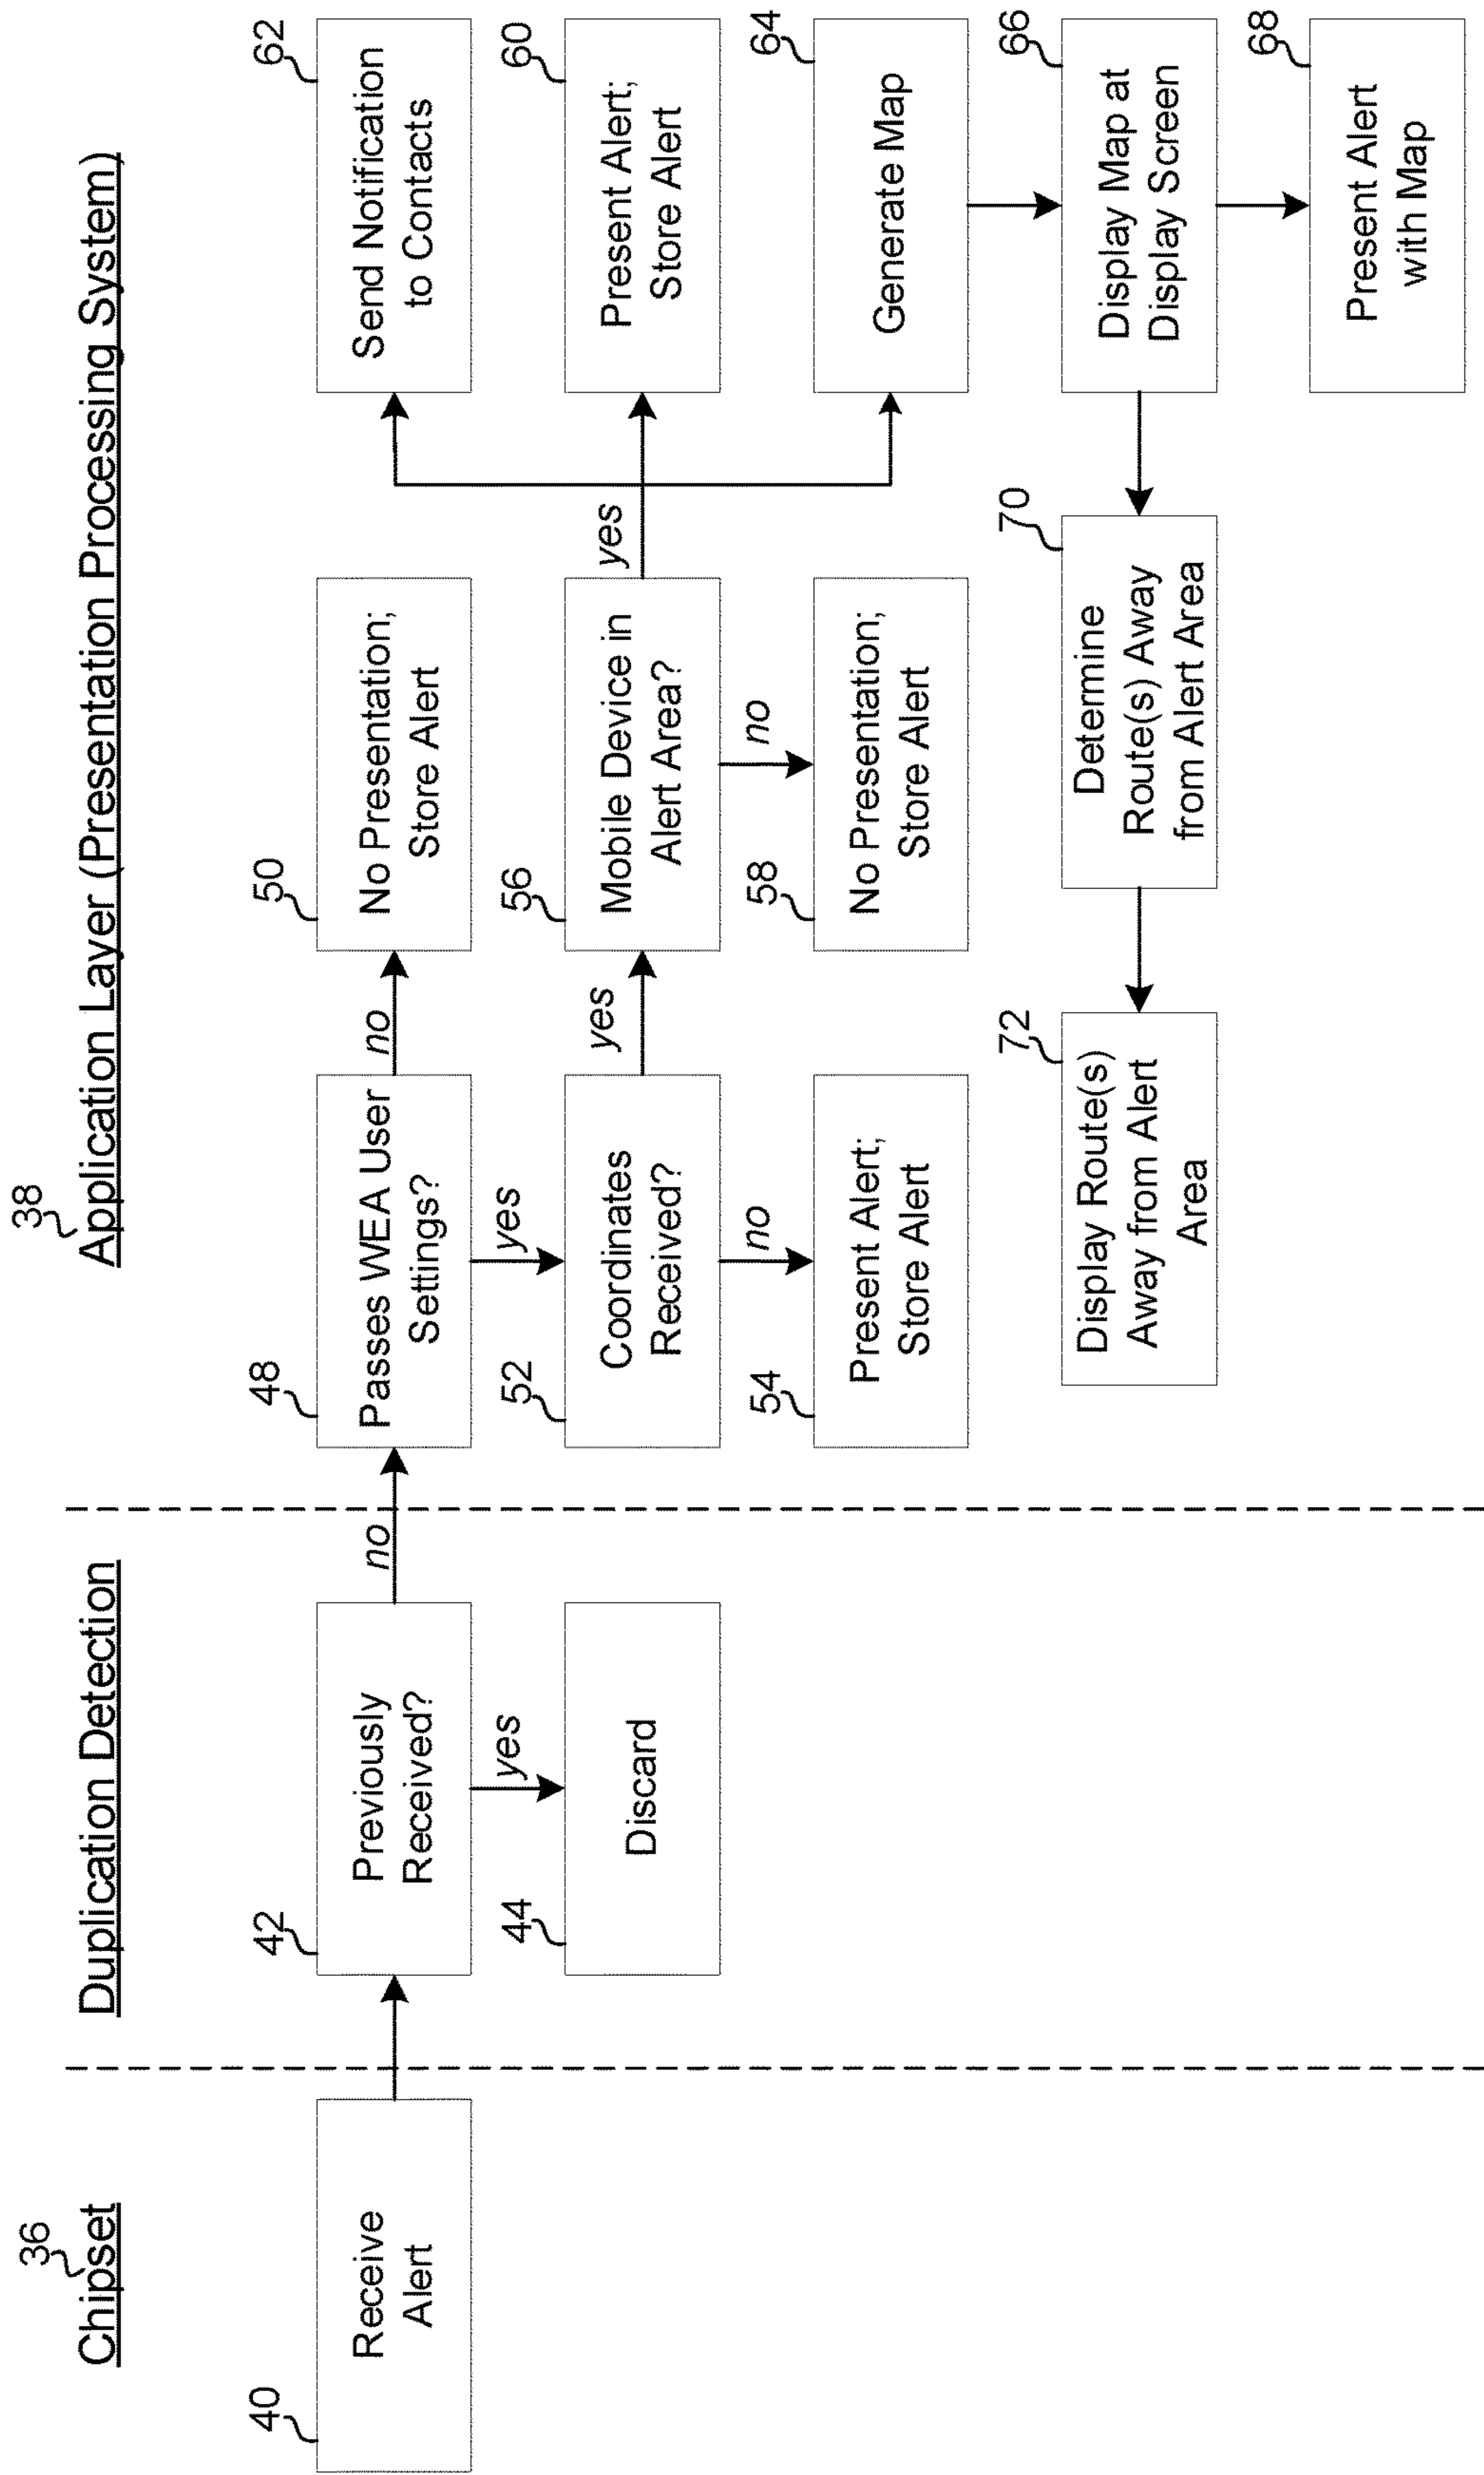 36
Chipset
Duplication Detection
38
Application Layer (Presentation Processing System)
40
Receive
Alert
42
Previously
Received?
no
yes
44
Discard
48
Passes WEA User
Settings?
no
50
No Presentation;
Store Alert
yes
52
Coordinates
Received?
yes
no
54
Present Alert;
Store Alert
56
Mobile Device in
Alert Area?
yes
no
58
No Presentation;
Store Alert
62
Send Notification
to Contacts
60
Present Alert;
Store Alert
64
Generate Map
66
Display Map at
Display Screen
68
Present Alert
with Map
70
Determine
Route(s) Away
from Alert Area
72
Display Route(s)
Away from Alert
Area